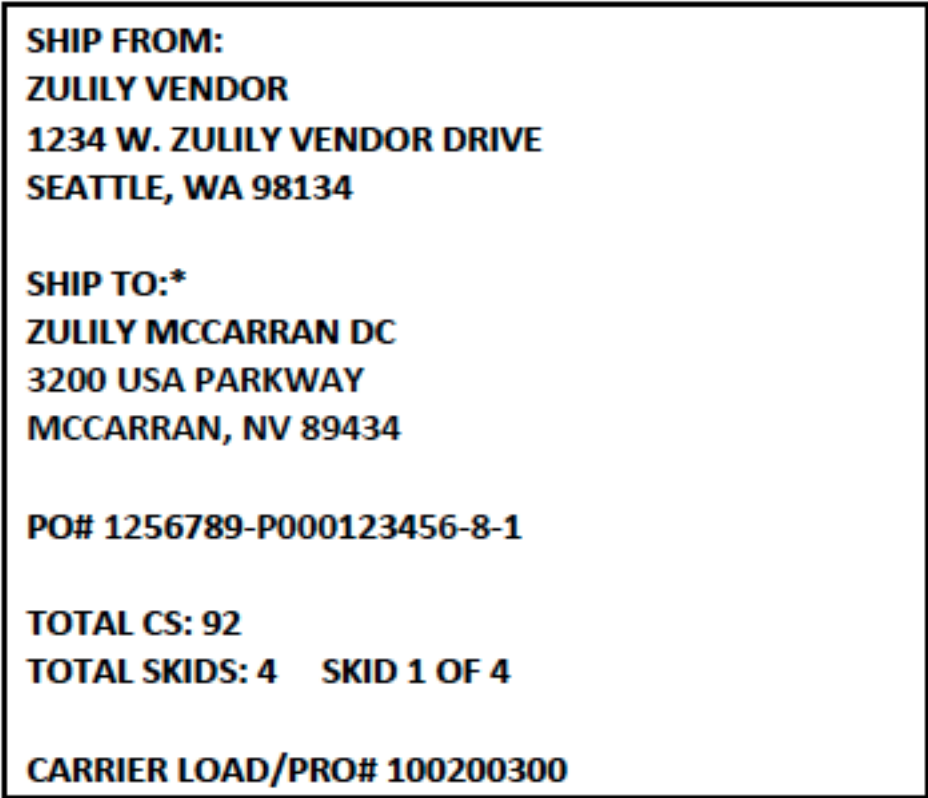 SHIP FROM:
ZULILY VENDOR
1234 W. ZULILY VENDOR DRIVE
SEATTLE, WA 98134
SHIP TO:*
ZULILY MCCARRAN DC
3200 USA PARKWAY
MCCARRAN, NV 89434
PO# 1256789-P000123456-8-1
TOTAL CS: 92
TOTAL SKIDS: 4 SKID 1 OF 4
CARRIER LOAD/PRO# 100200300